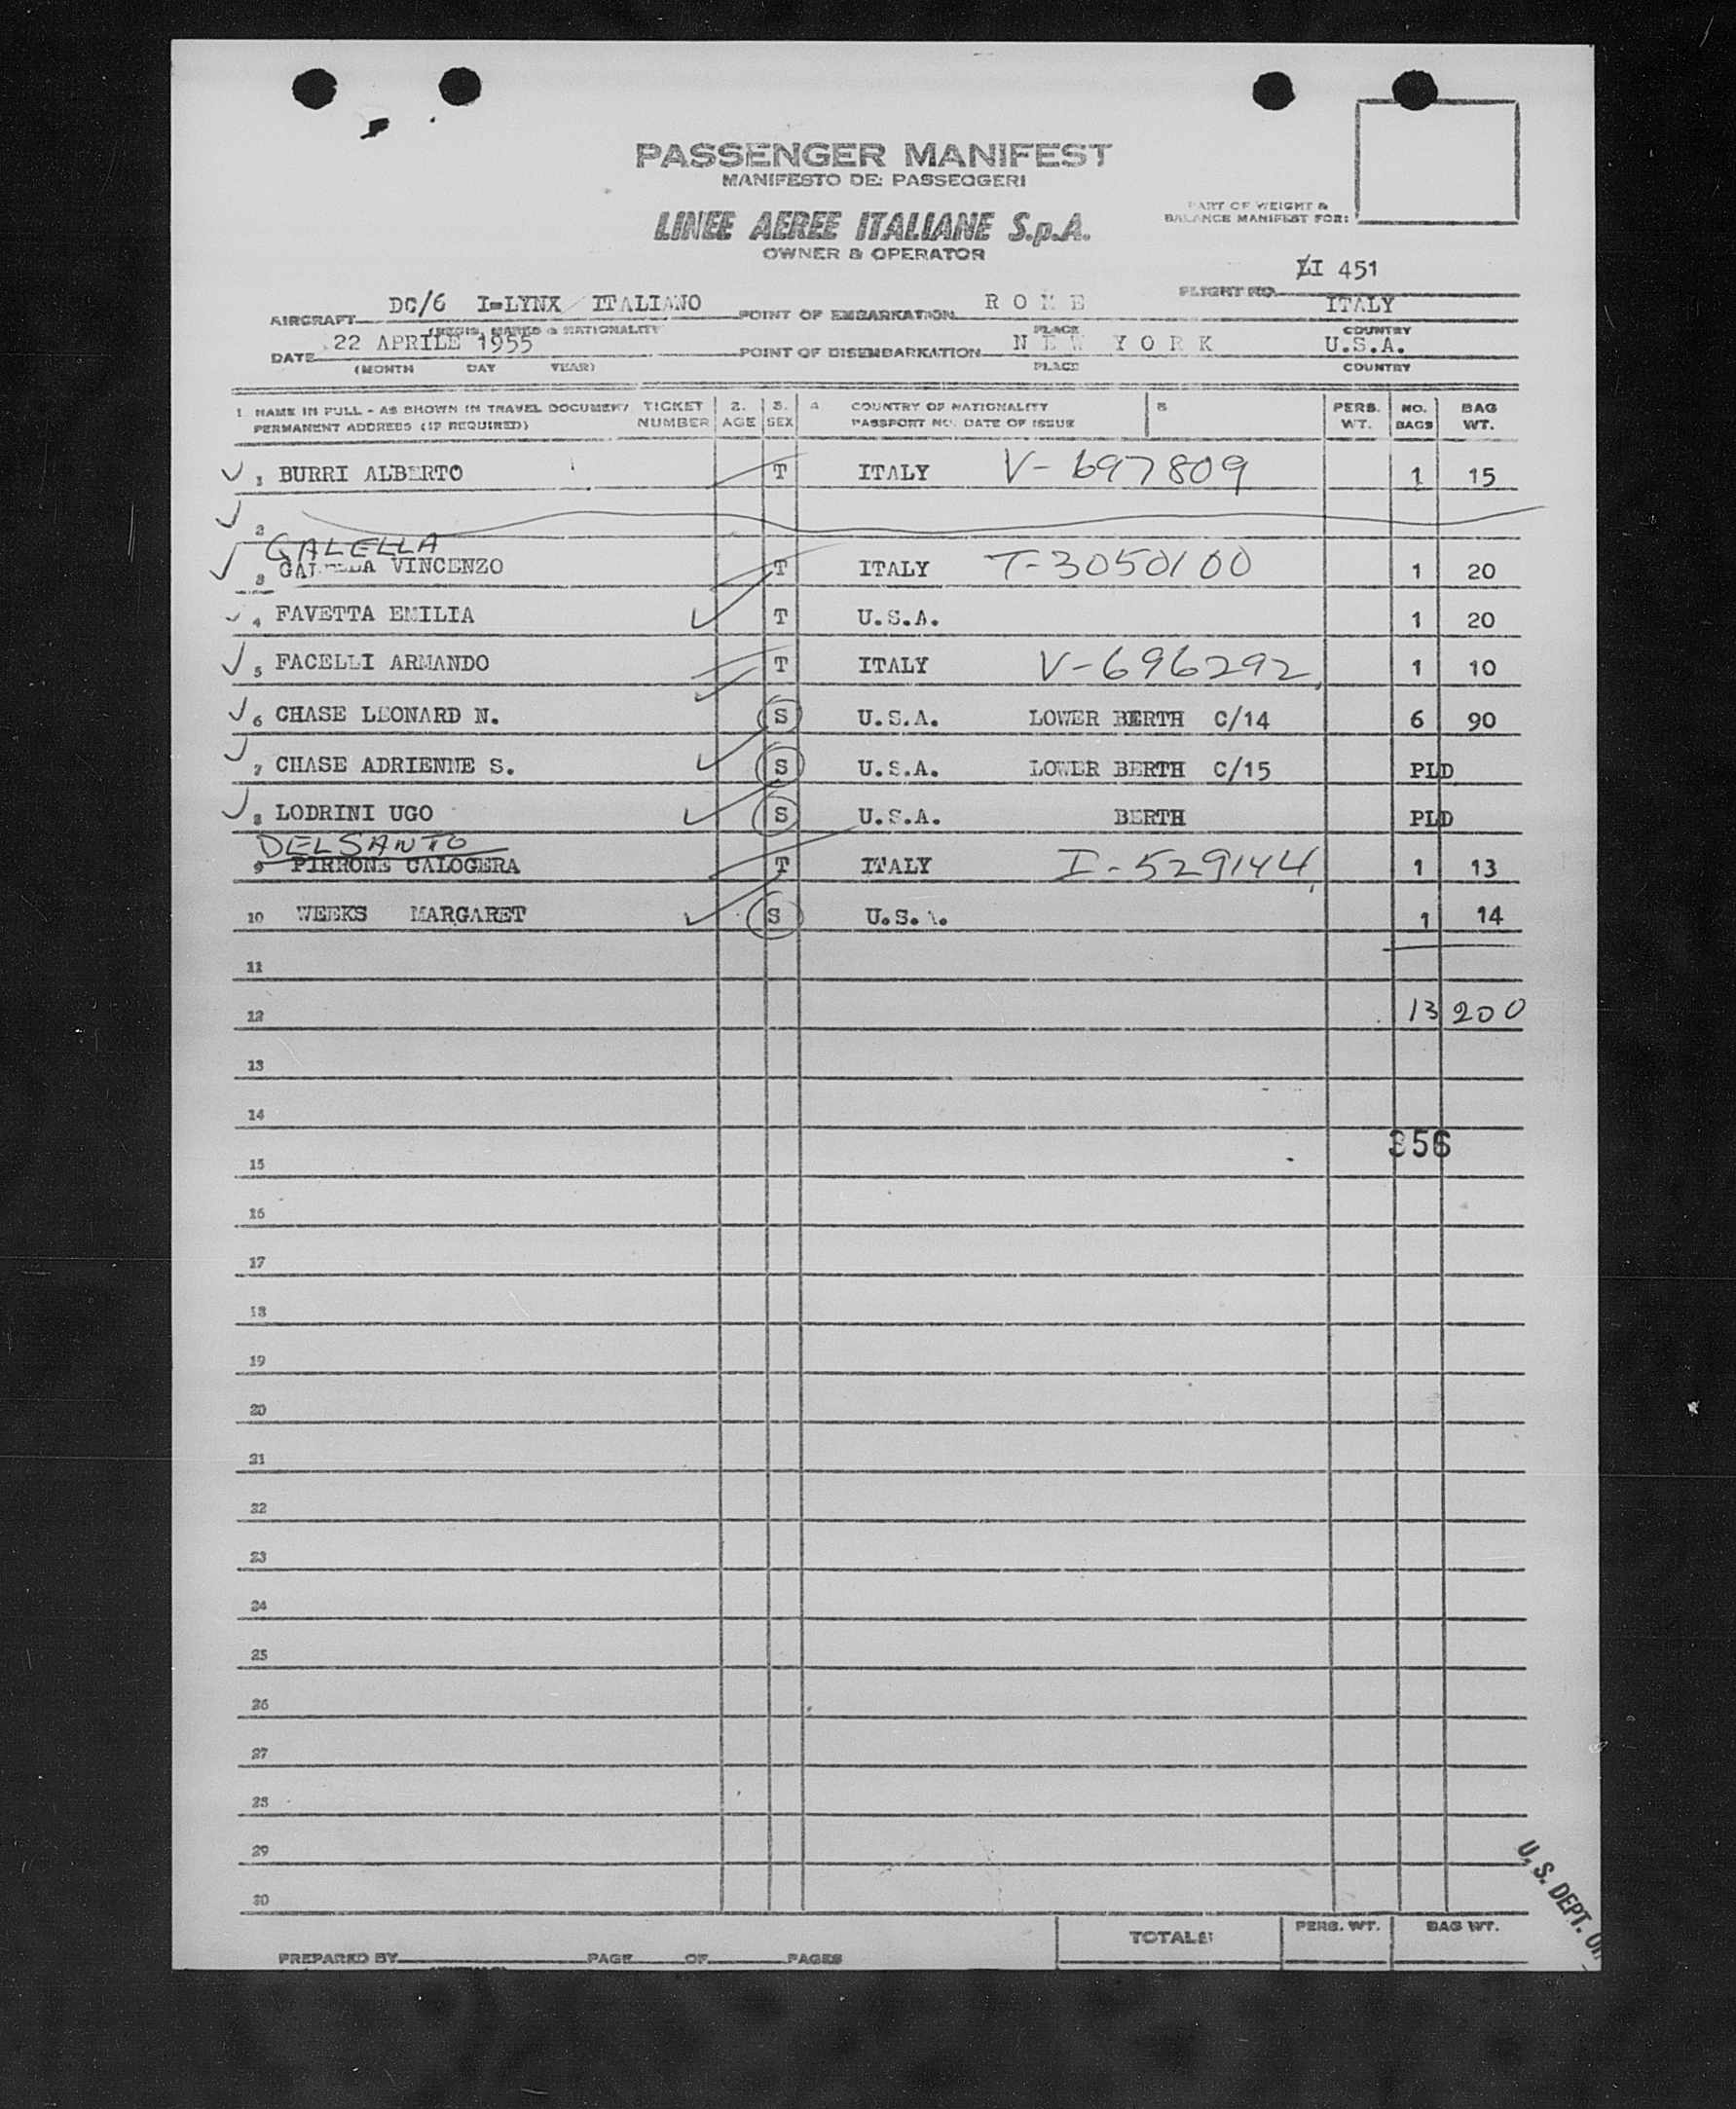 PASSENGER MANIFEST
MANIFESTO DEI PASSEGGERI
PART OF WEIGHT &
BALANCE MANIFEST FOR:
LINEE AEREE ITALIANE S.p.A.
OWNER & OPERATOR
LI 451
FLIGHT NO.
AIRCRAFT DC/6 I-LYNX ITALIANO POINT OF EMBARKATION R O M E ITALY
(REGIS. MARKS & NATIONALITY PLACE COUNTRY
DATE 22 APRILE 1955 POINT OF DISEMBARKATION N E W Y O R K U.S.A.
(MONTH DAY YEAR) PLACE COUNTRY
1 NAME IN FULL - AS SHOWN IN TRAVEL DOCUMENT TICKET 2. 3. 4 COUNTRY OF NATIONALITY 5 PERS. NO. BAG
PERMANENT ADDRESS (IF REQUIRED) NUMBER AGE SEX PASSPORT NO. DATE OF ISSUE WT. BAGS WT.
1 BURRI ALBERTO T ITALY V-697809 1 15
2
GALELLA
3 VINCENZO T ITALY T-3050100 1 20
4 FAVETTA EMILIA T U.S.A. 1 20
5 FACELLI ARMANDO T ITALY V-696292 1 10
6 CHASE LEONARD N. S U.S.A. LOWER BERTH C/14 6 90
7 CHASE ADRIENNE S. S U.S.A. LOWER BERTH C/15 PLD
8 LODRINI UGO S U.S.A. BERTH PLD
DELSANTO
9 PIRRONE CALOGERA T ITALY I-529144 1 13
10 WEEKS MARGARET S U.S.A. 1 14
11
12 13 200
13
14
356
15
16
17
18
19
20
21
22
23
24
25
26
27
28
29
30
U.S. DEPT. OF
TOTALS PERS. WT. BAG WT.
PREPARED BY PAGE OF PAGES